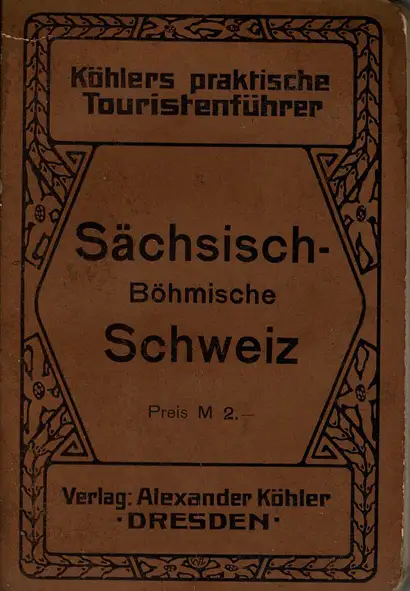 Köhlers praktische
Touristenführer
Sächsisch-
Böhmische
Schweiz
Preis M 2.—
Verlag: Alexander Köhler
· DRESDEN ·